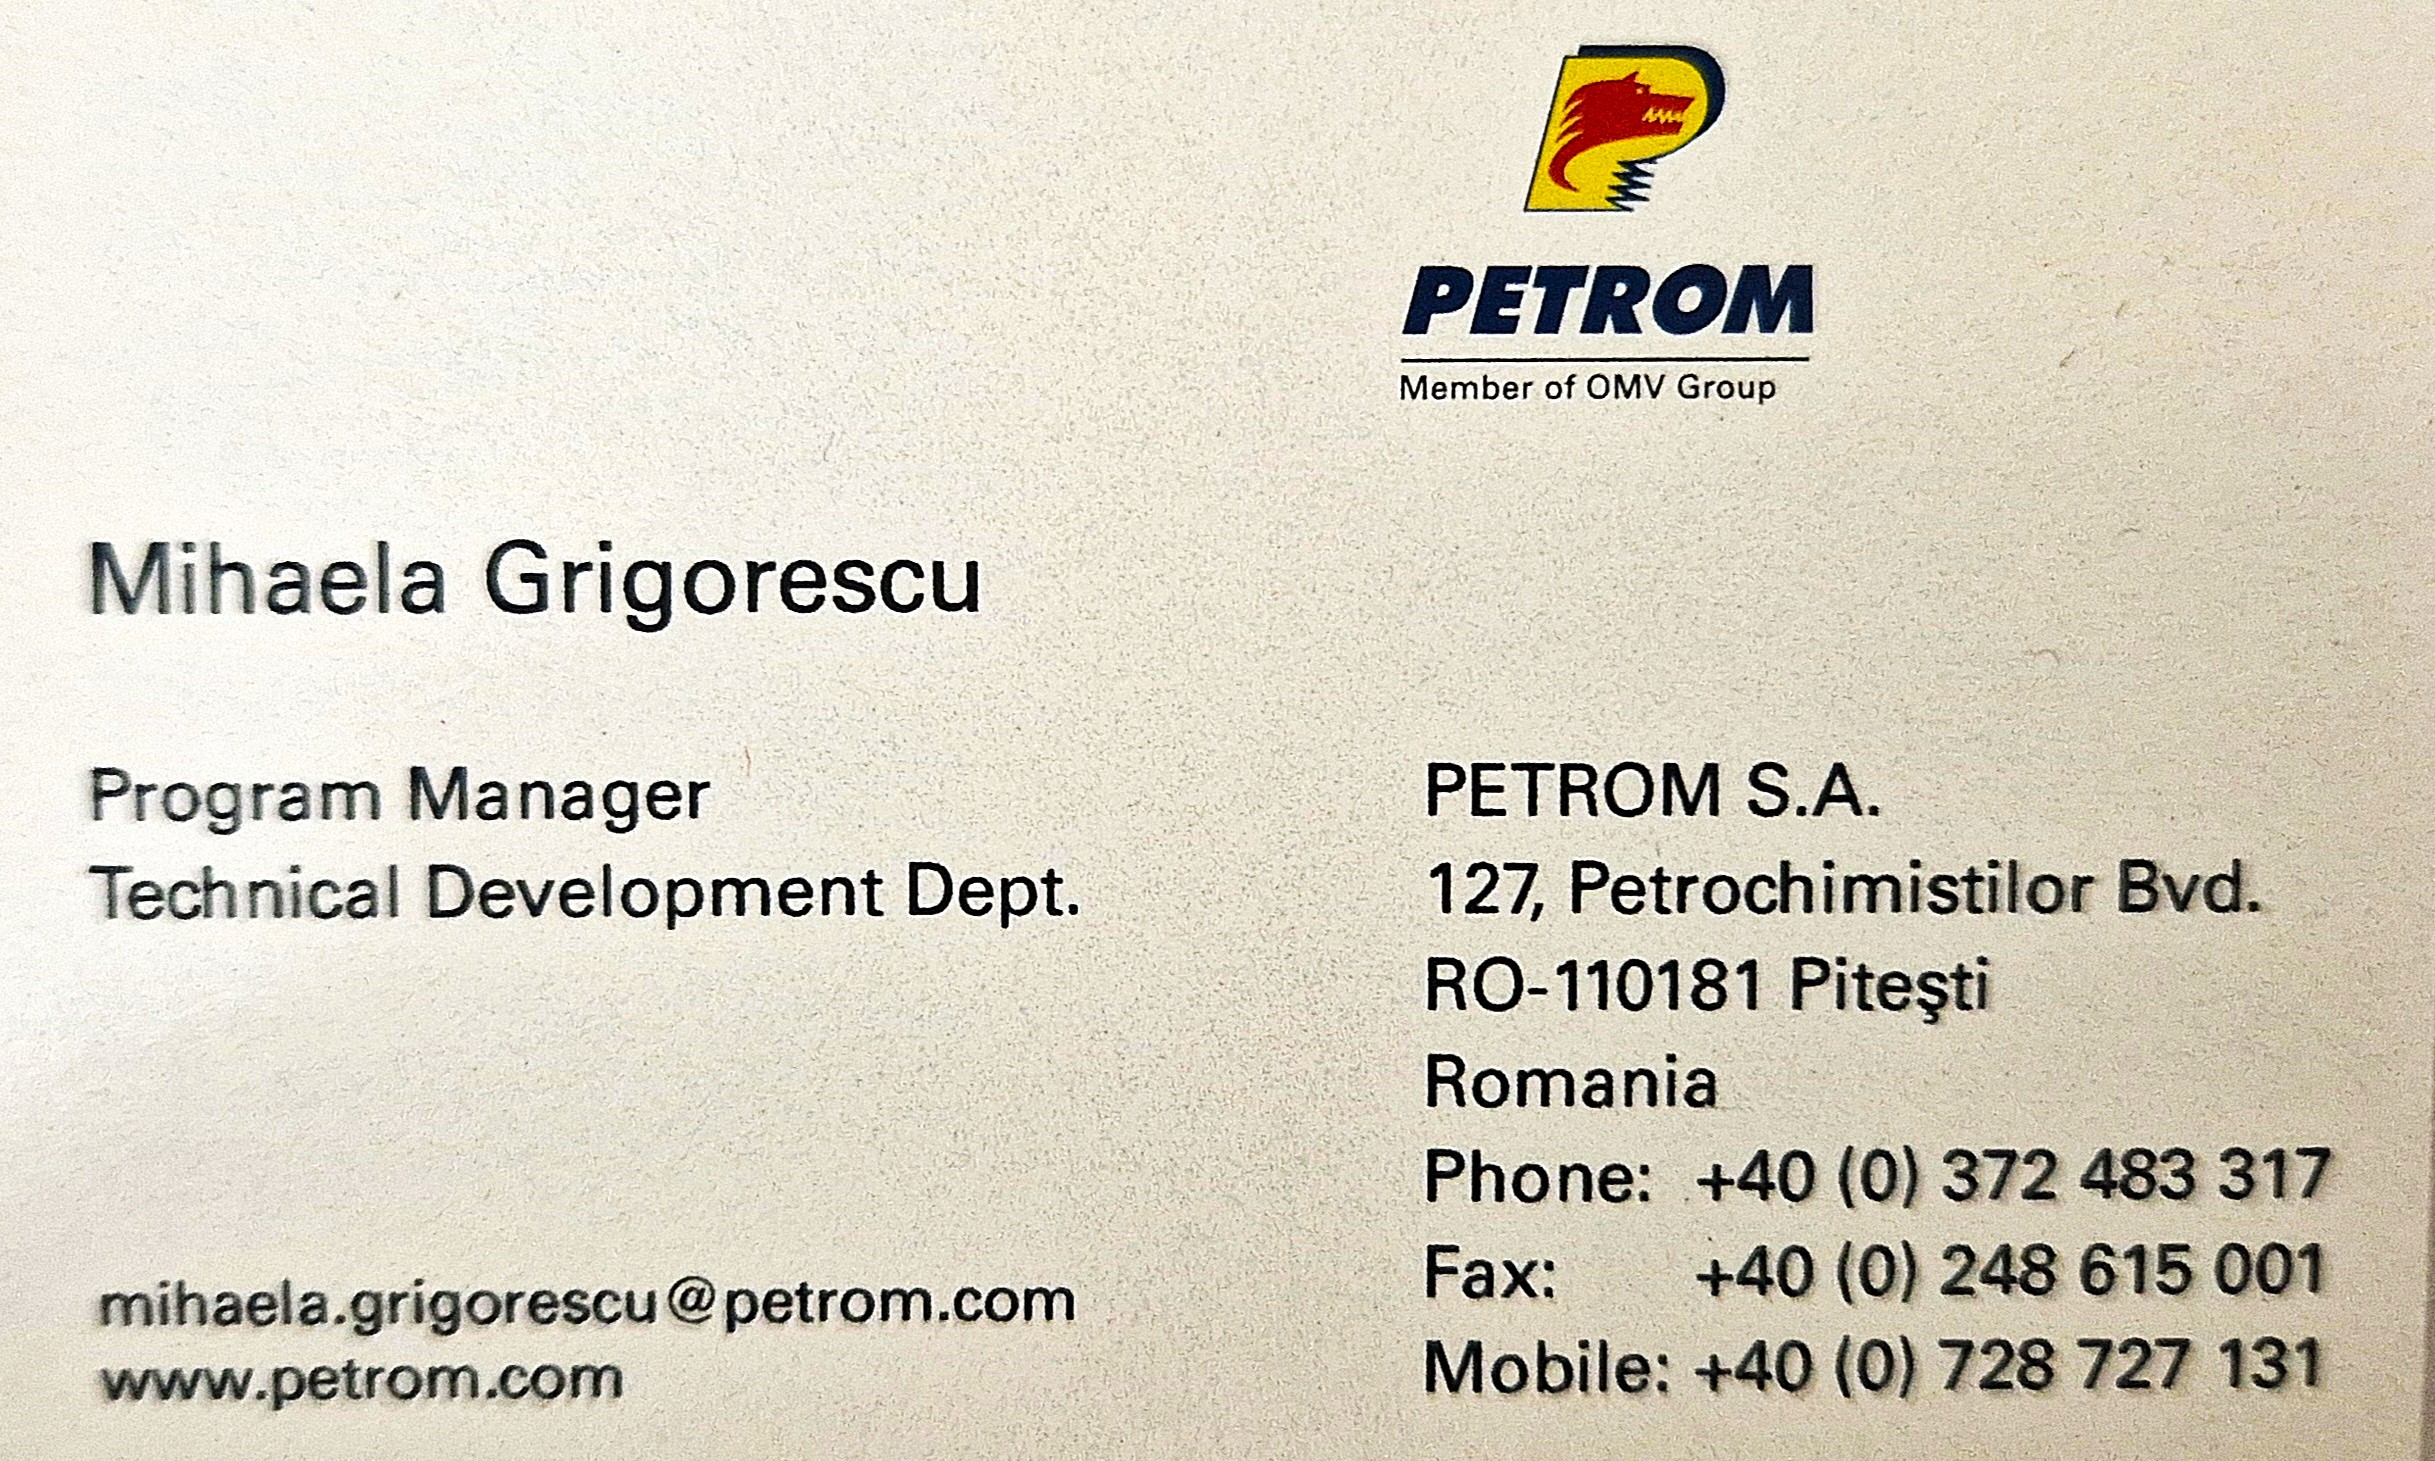 PETROM
Member of OMV Group
Mihaela Grigorescu
Program Manager
Technical Development Dept.
mihaela.grigorescu@petrom.com
www.petrom.com
PETROM S.A.
127, Petrochimistilor Bvd.
RO-110181 Piteşti
Romania
Phone: +40 (0) 372 483 317
Fax: +40 (0) 248 615 001
Mobile: +40 (0) 728 727 131